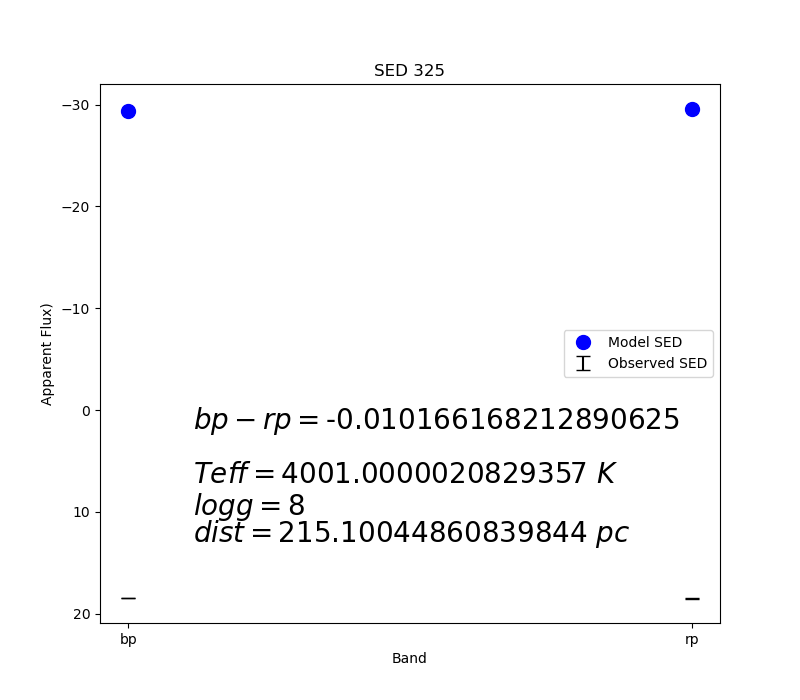 SED 325
Apparent Flux)
−30
−20
−10
0
10
20
Model SED
Observed SED
bp − rp = -0.010166168212890625
Teff = 4001.0000020829357 K
logg = 8
dist = 215.10044860839844 pc
bp
rp
Band